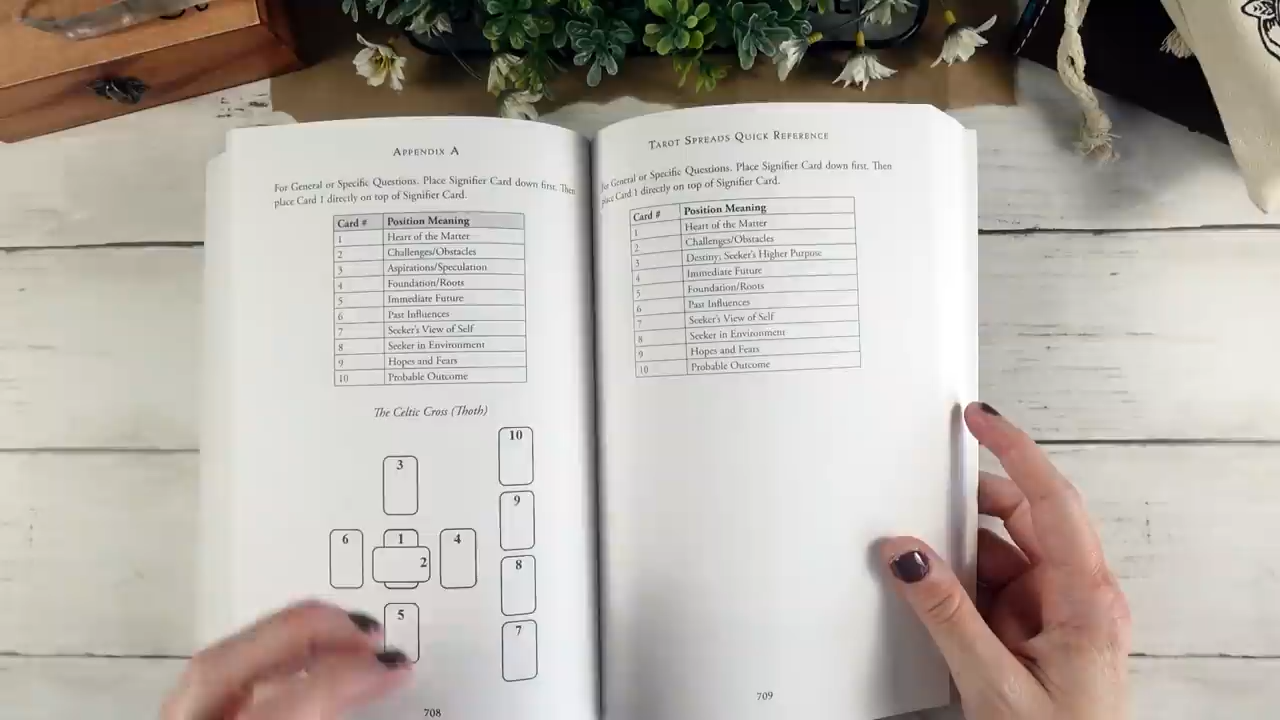 Appendix A
For General or Specific Questions. Place Signifier Card down first. Then
place Card 1 directly on top of Signifier Card.
Card # Position Meaning
1 Heart of the Matter
2 Challenges/Obstacles
3 Aspirations/Speculation
4 Foundation/Roots
5 Immediate Future
6 Past Influences
7 Seeker's View of Self
8 Seeker in Environment
9 Hopes and Fears
10 Probable Outcome
The Celtic Cross (Thoth)
10
3
9
6 1 4
2
8
5
7
708
Tarot Spreads Quick Reference
For General or Specific Questions. Place Signifier Card down first. Then
place Card 1 directly on top of Signifier Card.
Card # Position Meaning
1 Heart of the Matter
2 Challenges/Obstacles
3 Destiny; Seeker's Higher Purpose
4 Immediate Future
5 Foundation/Roots
6 Past Influences
7 Seeker's View of Self
8 Seeker in Environment
9 Hopes and Fears
10 Probable Outcome
709